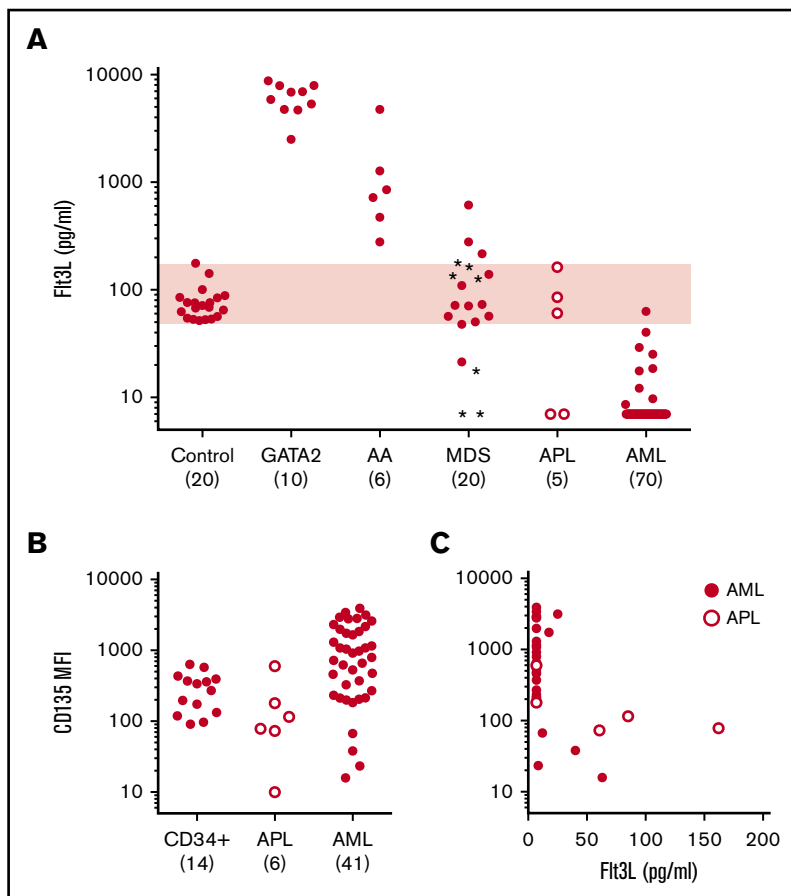 A
Flt3L (pg/ml)
10000
1000
100
10
* * * *
*
* *
Control GATA2 AA MDS APL AML
(20) (10) (6) (20) (5) (70)
B
CD135 MFI
10000
1000
100
10
CD34+ APL AML
(14) (6) (41)
C
10000
1000
100
10
AML
APL
0 50 100 150 200
Flt3L (pg/ml)